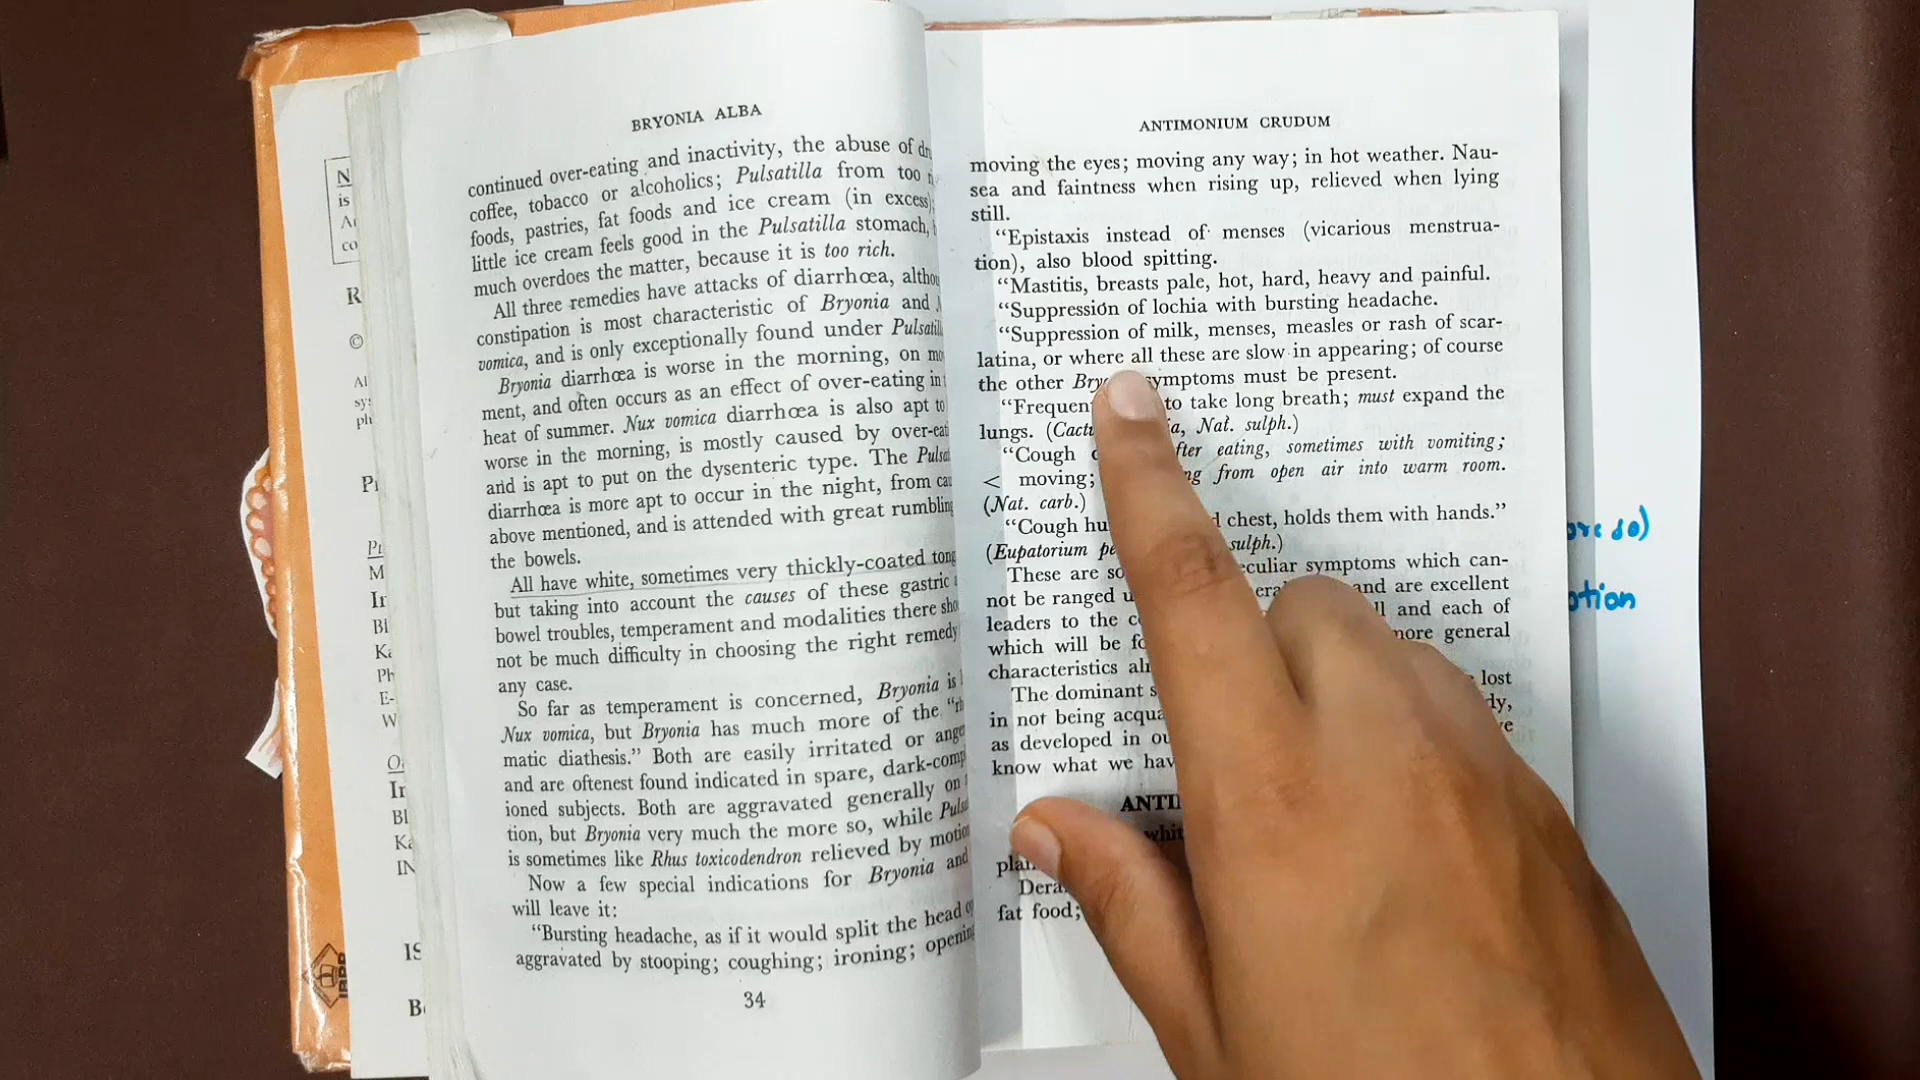 BRYONIA ALBA
continued over-eating and inactivity, the abuse of
coffee, tobacco or alcoholics; Pulsatilla from too
foods, pastries, fat foods and ice cream (in excess);
little ice cream feels good in the Pulsatilla stomach,
much overdoes the matter, because it is too rich.
All three remedies have attacks of diarrhœa,
constipation is most characteristic of Bryonia and
vomica, and is only exceptionally found under
Bryonia diarrhœa is worse in the morning, on
ment, and often occurs as an effect of over-eating in
heat of summer. Nux vomica diarrhœa is also apt to
worse in the morning, is mostly caused by
and is apt to put on the dysenteric type. The
diarrhœa is more apt to occur in the night, from
above mentioned, and is attended with great rumbling
the bowels.
All have white, sometimes very thickly-coated
but taking into account the causes of these gastric
bowel troubles, temperament and modalities there
not be much difficulty in choosing the right remedy
any case.
So far as temperament is concerned, Bryonia is
Nux vomica, but Bryonia has much more of the
matic diathesis.” Both are easily irritated or
and are oftenest found indicated in spare,
ioned subjects. Both are aggravated generally on
tion, but Bryonia very much the more so, while
is sometimes like Rhus toxicodendron relieved by
Now a few special indications for Bryonia and
will leave it:
“Bursting headache, as if it would split the head
aggravated by stooping; coughing; ironing;
34
ANTIMONIUM CRUDUM
moving the eyes; moving any way; in hot weather. Nau-
sea and faintness when rising up, relieved when lying
still.
“Epistaxis instead of menses (vicarious menstrua-
tion), also blood spitting.
“Mastitis, breasts pale, hot, hard, heavy and painful.
“Suppression of lochia with bursting headache.
“Suppression of milk, menses, measles or rash of scar-
latina, or where all these are slow in appearing; of course
the other symptoms must be present.
to take long breath; must expand the
lungs. Nat. sulph.)
“Cough eating, sometimes with vomiting;
< moving; from open air into warm room.
(Nat. carb.)
“Cough chest, holds them with hands.”
(Eupatorium sulph.)
These are symptoms which can-
not be ranged and are excellent
leaders to the and each of
which will be general
characteristics
The dominant lost
in not being
as developed in
know what we
fat food;